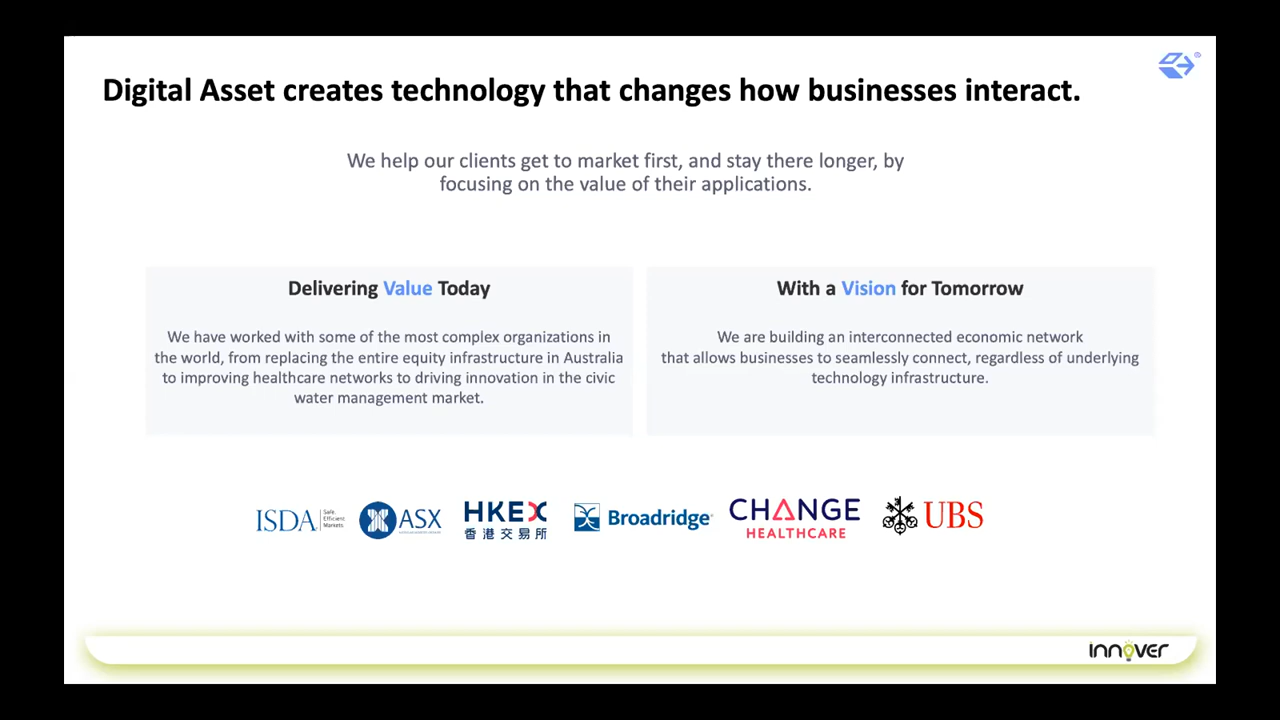 Digital Asset creates technology that changes how businesses interact.
We help our clients get to market first, and stay there longer, by
focusing on the value of their applications.
Delivering Value Today
We have worked with some of the most complex organizations in
the world, from replacing the entire equity infrastructure in Australia
to improving healthcare networks to driving innovation in the civic
water management market.
With a Vision for Tomorrow
We are building an interconnected economic network
that allows businesses to seamlessly connect, regardless of underlying
technology infrastructure.
ISDA
Safe,
Efficient
Markets
ASX
HKEX
香港交易所
Broadridge®
CHANGE
HEALTHCARE
UBS
innover